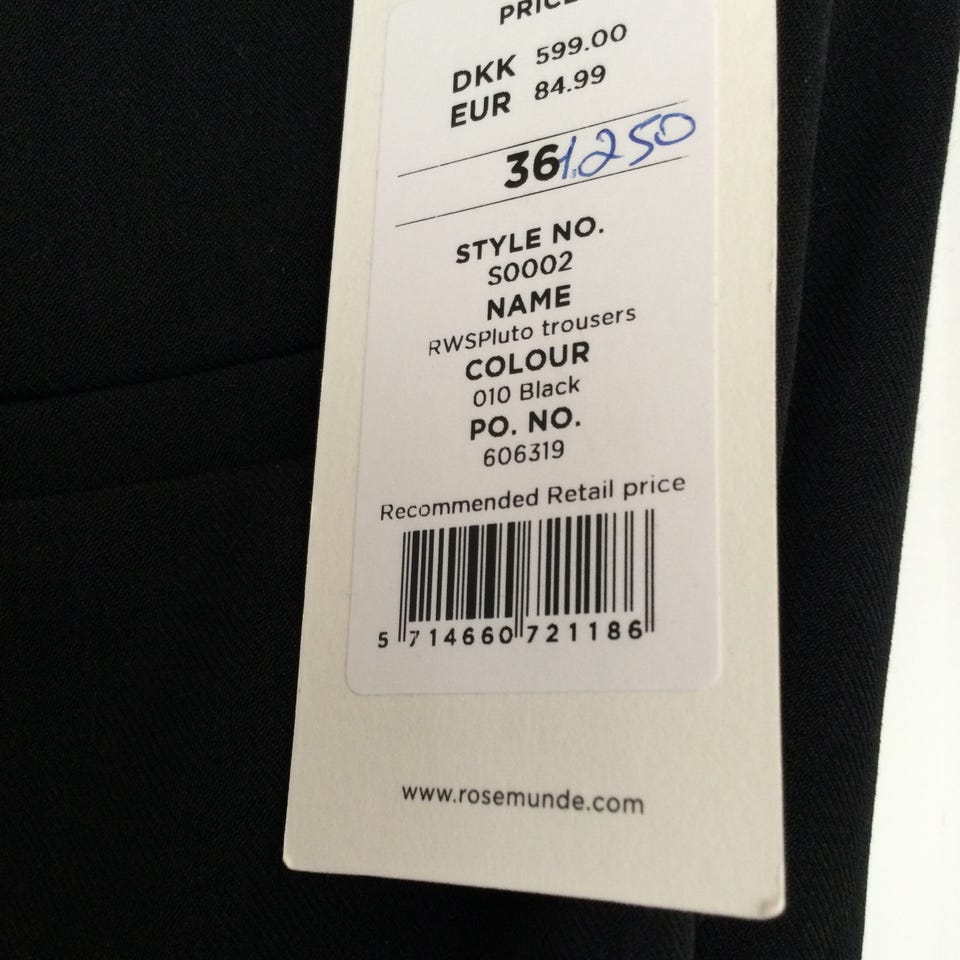 PRICE
DKK 599.00
EUR 84.99
36 1.250
STYLE NO.
S0002
NAME
RWSPluto trousers
COLOUR
010 Black
PO. NO.
606319
Recommended Retail price
5 714660 721186
www.rosemunde.com